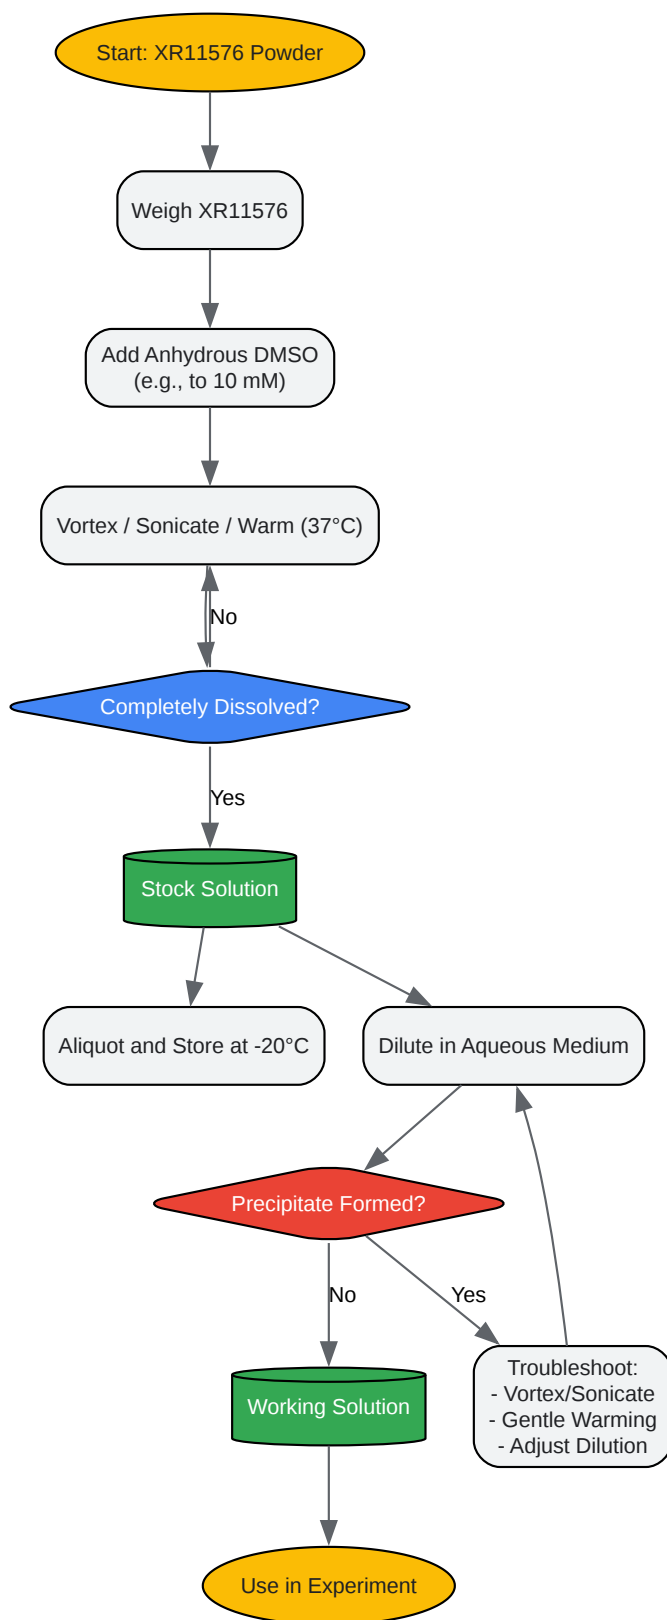 Start: XR11576 Powder
Weigh XR11576
Add Anhydrous DMSO
(e.g., to 10 mM)
Vortex / Sonicate / Warm (37°C)
No
Completely Dissolved?
Yes
Stock Solution
Aliquot and Store at -20°C
Dilute in Aqueous Medium
Precipitate Formed?
No
Yes
Working Solution
Troubleshoot:
- Vortex/Sonicate
- Gentle Warming
- Adjust Dilution
Use in Experiment